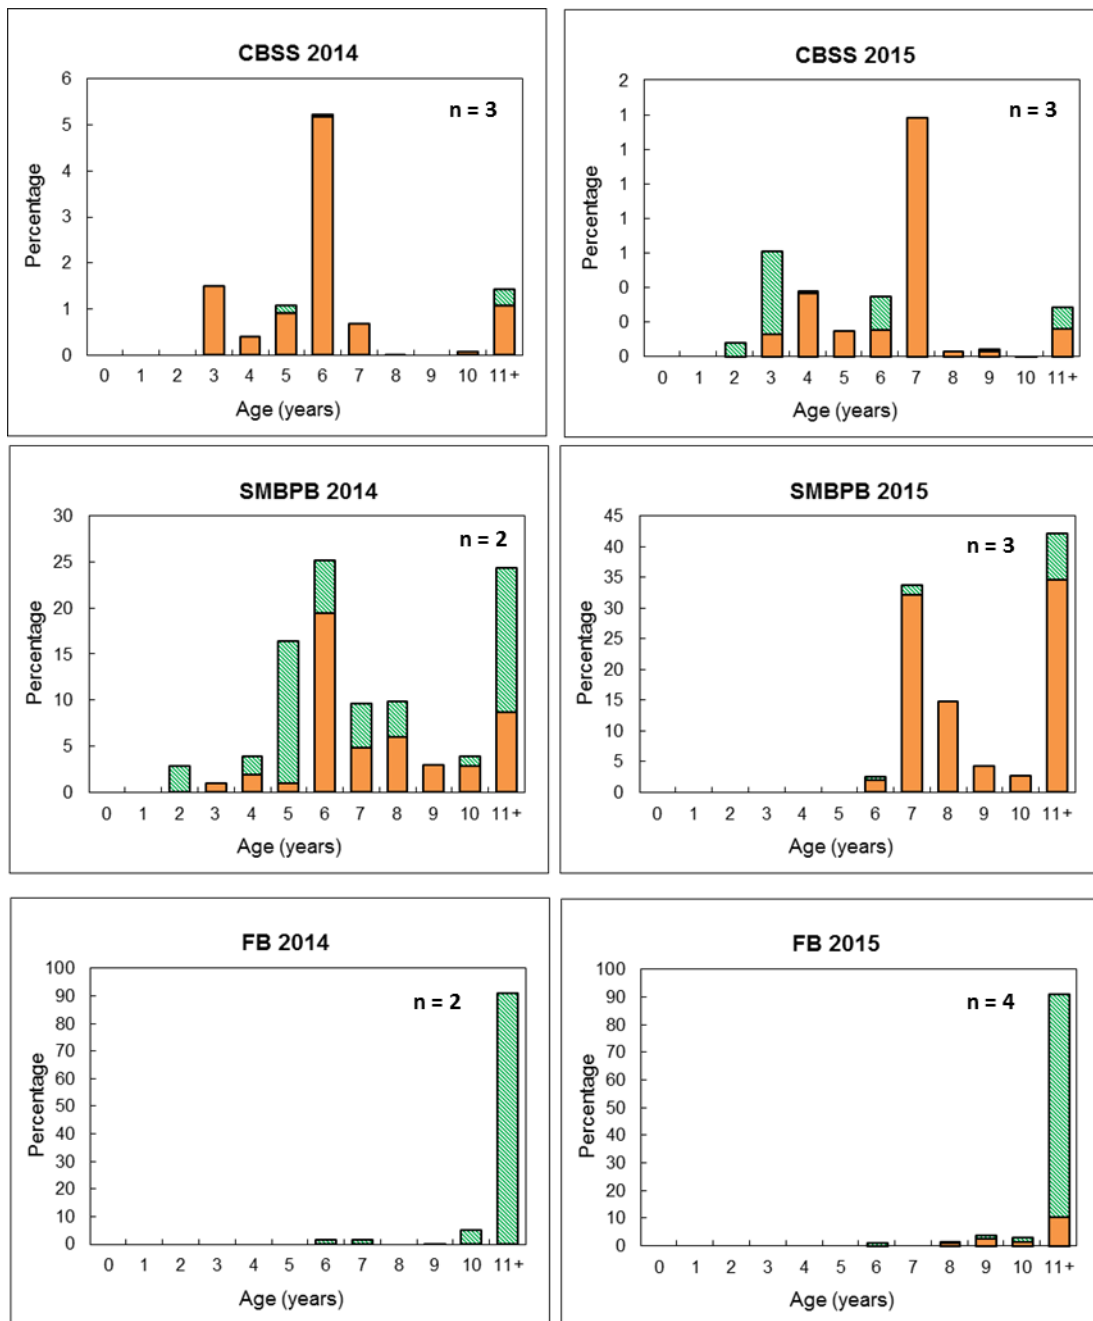 CBSS 2014
6
5
4
3
2
1
0
Percentage
n = 3
0 1 2 3 4 5 6 7 8 9 10 11+
Age (years)
CBSS 2015
2
1
1
1
1
1
0
0
0
Percentage
n = 3
0 1 2 3 4 5 6 7 8 9 10 11+
Age (years)
SMBPB 2014
30
25
20
15
10
5
0
Percentage
n = 2
0 1 2 3 4 5 6 7 8 9 10 11+
Age (years)
SMBPB 2015
45
40
35
30
25
20
15
10
5
0
Percentage
n = 3
0 1 2 3 4 5 6 7 8 9 10 11+
Age (years)
FB 2014
100
90
80
70
60
50
40
30
20
10
0
Percentage
n = 2
0 1 2 3 4 5 6 7 8 9 10 11+
Age (years)
FB 2015
100
90
80
70
60
50
40
30
20
10
0
Percentage
n = 4
0 1 2 3 4 5 6 7 8 9 10 11+
Age (years)